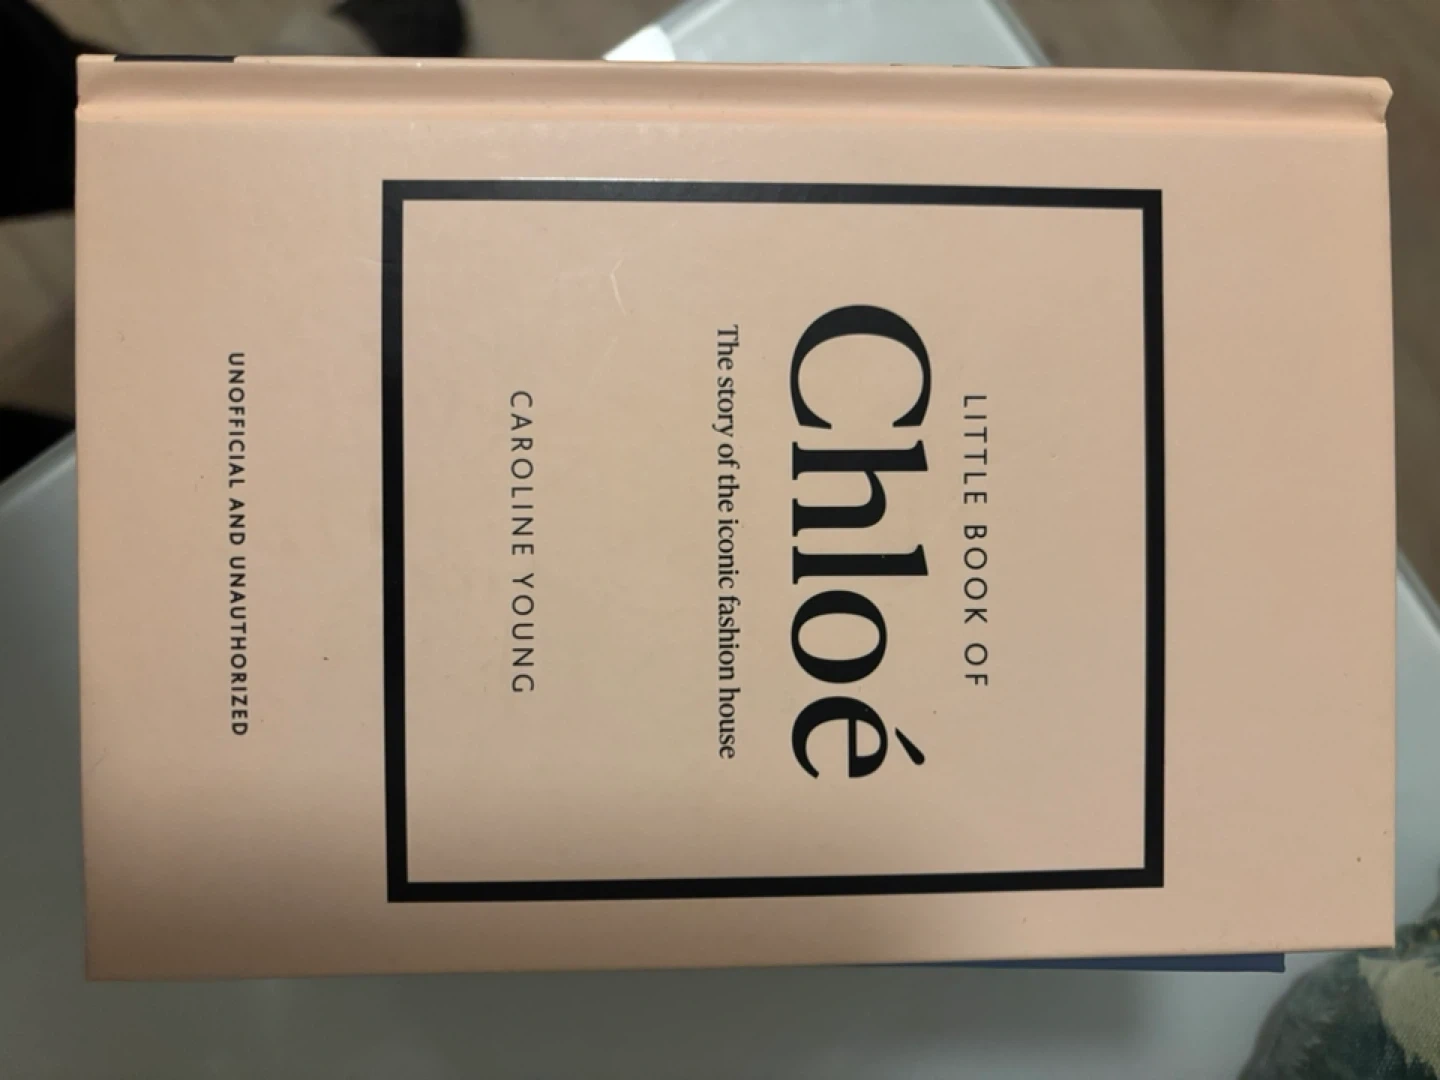 LITTLE BOOK OF
Chloé
The story of the iconic fashion house
CAROLINE YOUNG
UNOFFICIAL AND UNAUTHORIZED